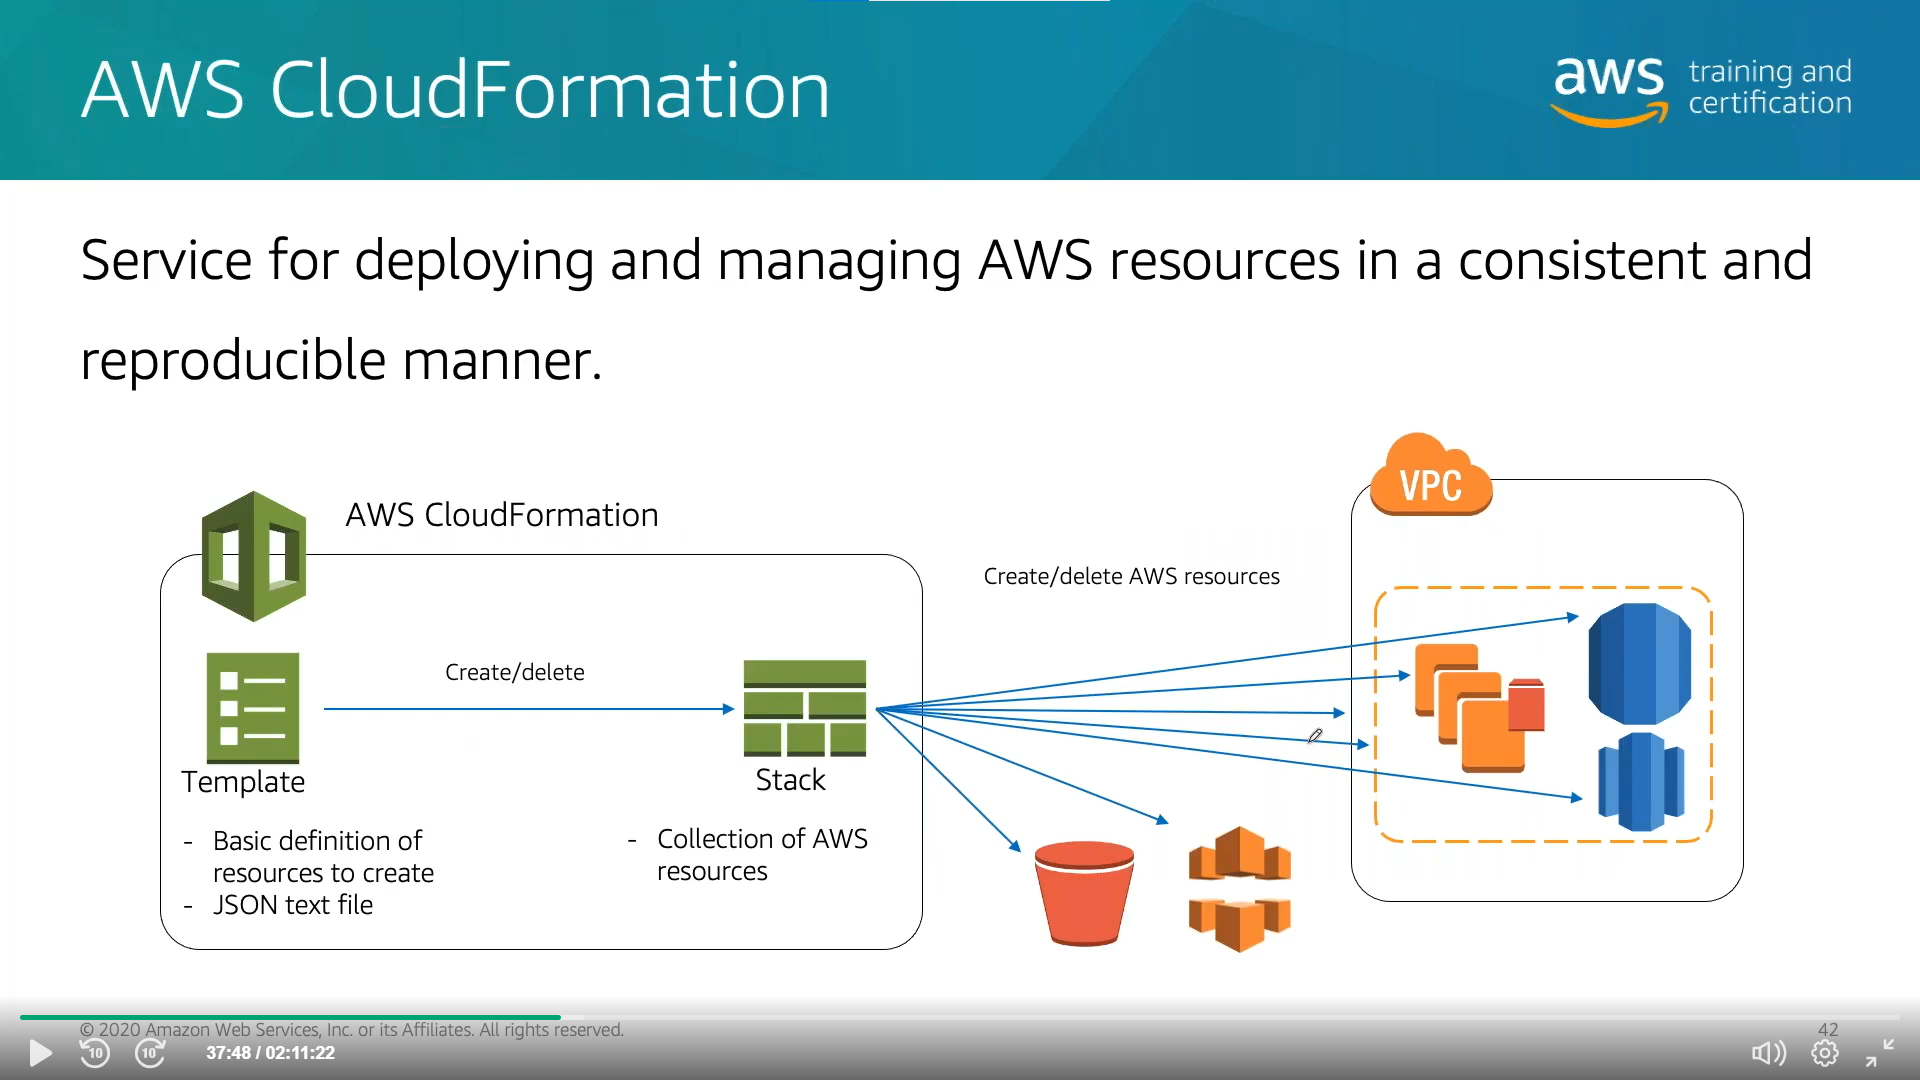 AWS CloudFormation
aws training and
certification
Service for deploying and managing AWS resources in a consistent and
reproducible manner.
AWS CloudFormation
VPC
Create/delete AWS resources
Create/delete
Template
Stack
- Basic definition of
resources to create
- JSON text file
- Collection of AWS
resources
© 2020 Amazon Web Services, Inc. or its Affiliates. All rights reserved.
42
10
10
37:48 / 02:11:22